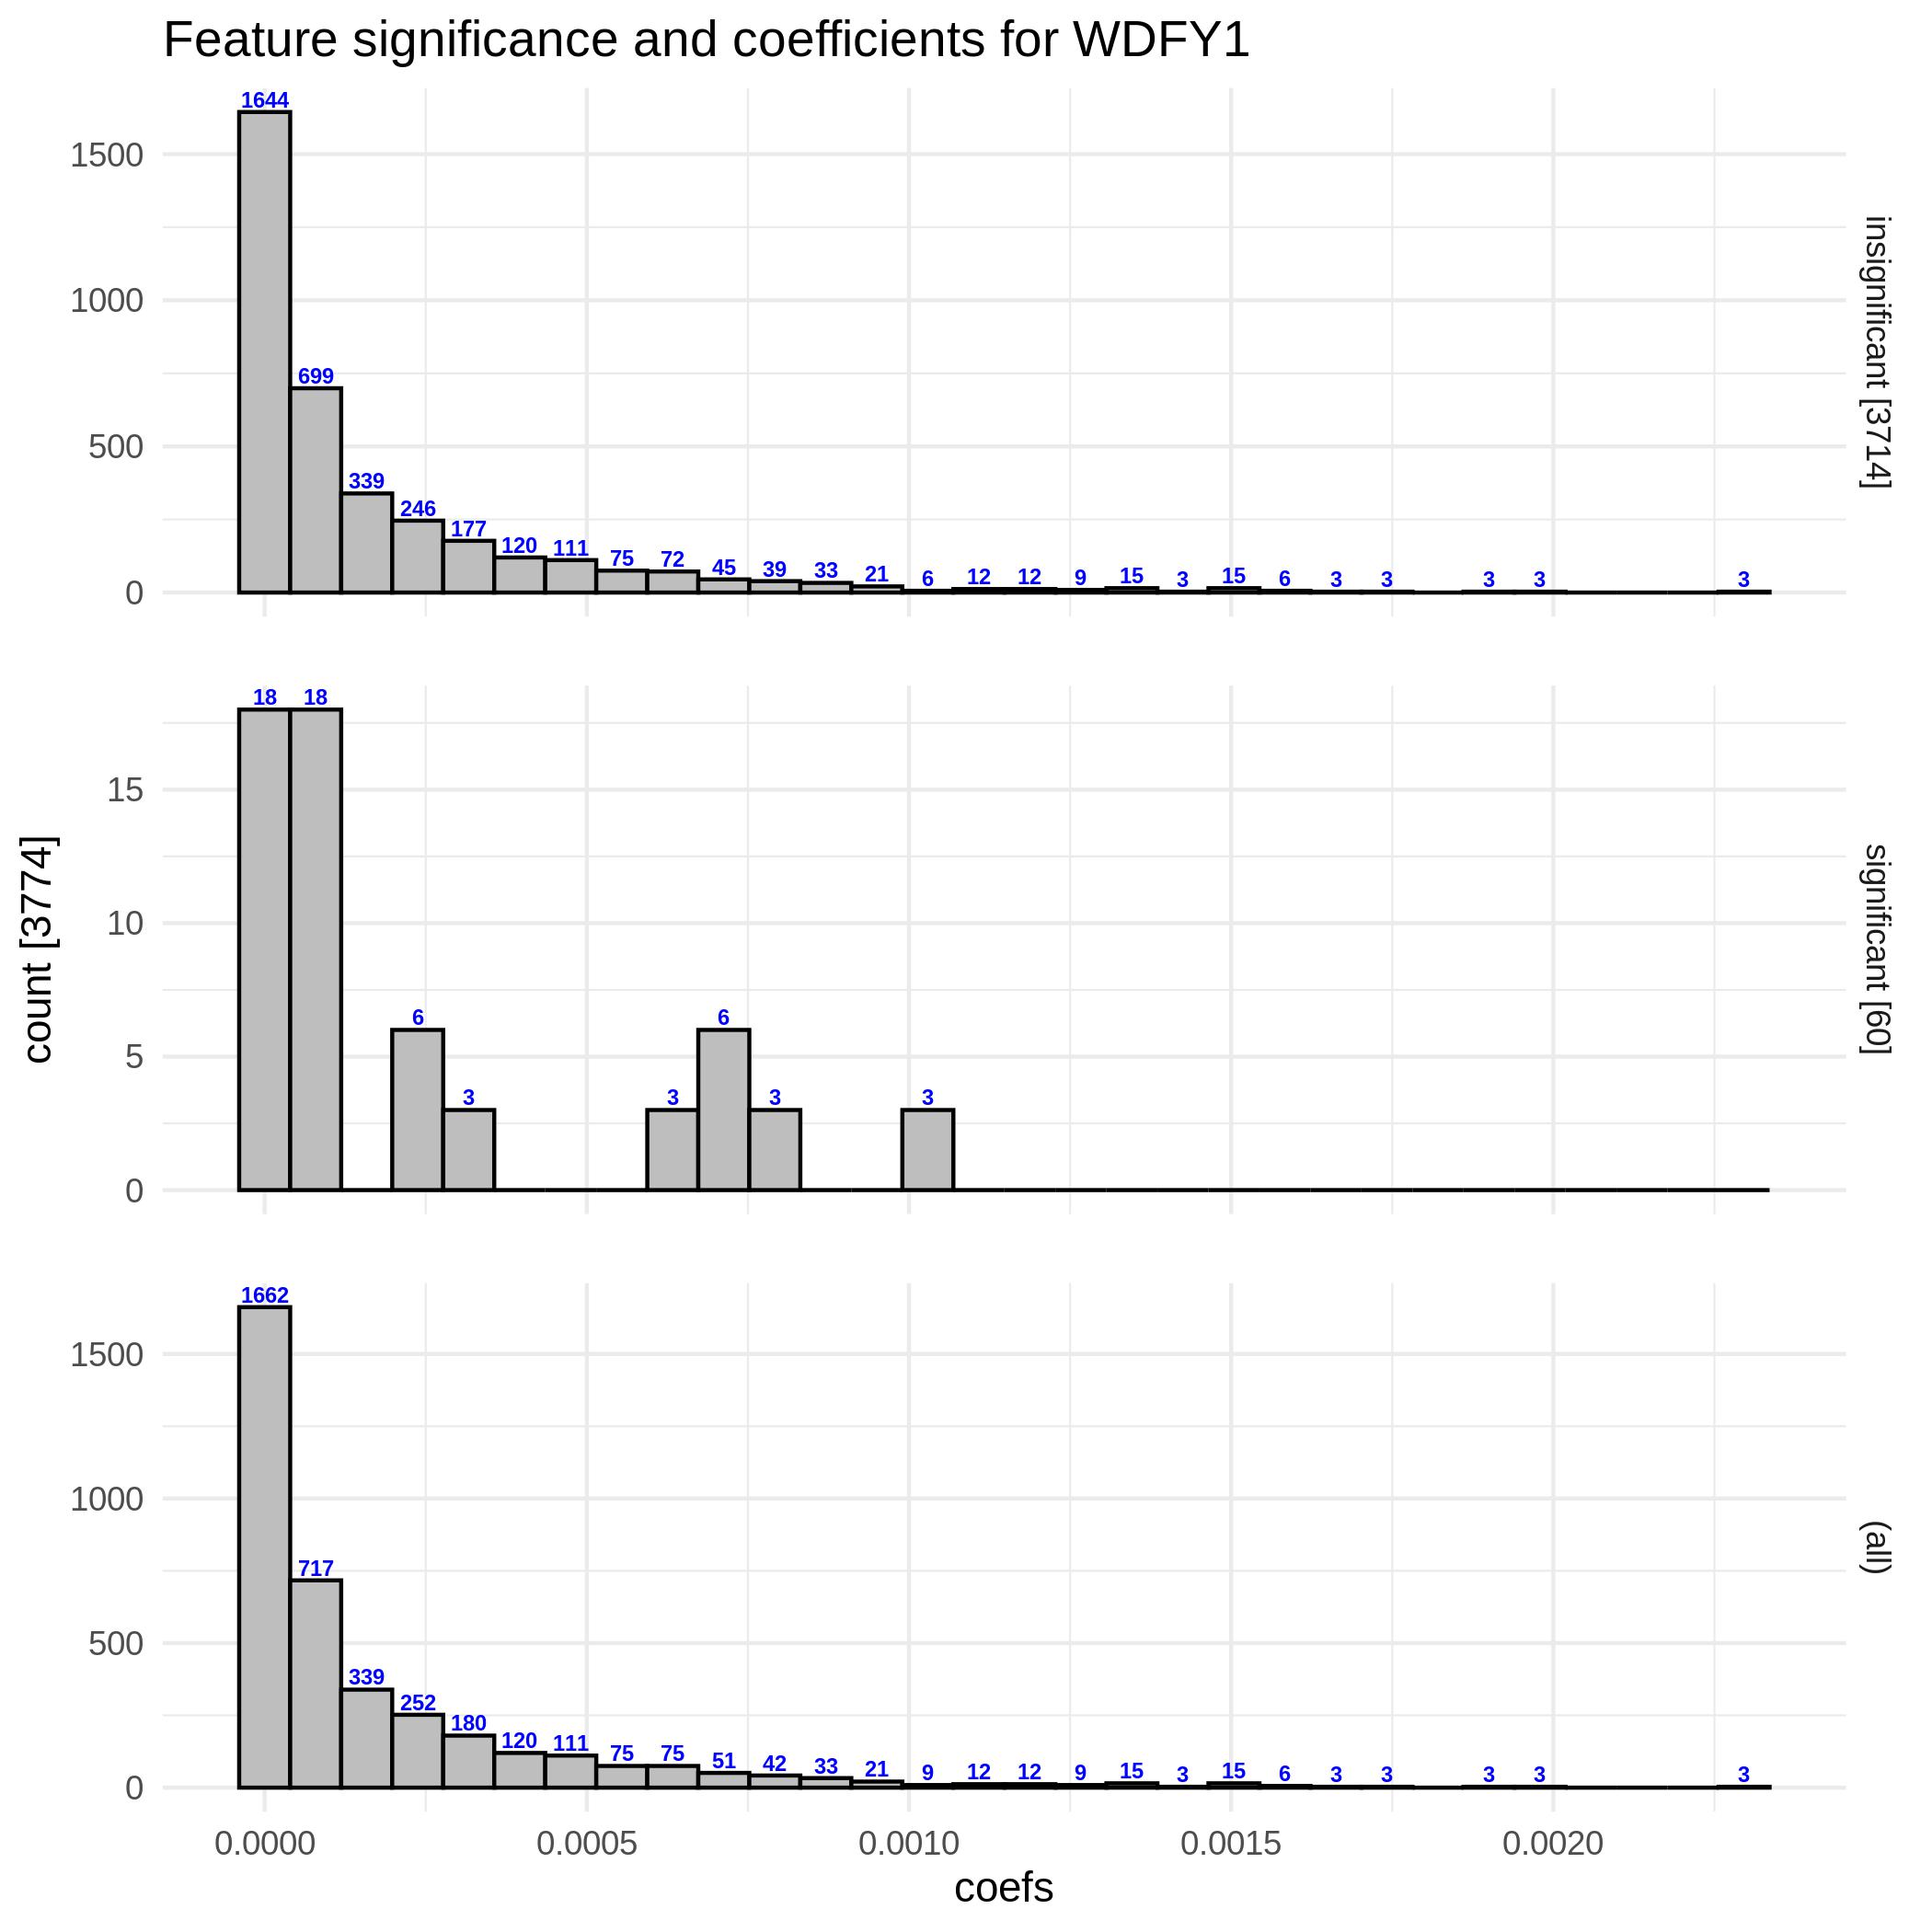 Feature significance and coefficients for WDFY1
1644
1500
1000
699
500
339
246
177
120 111 75 72 45 39 33 21 6 12 12 9 15 3 15 6 3 3 3 3 3
0
insignificant [3714]
18 18
15
10
6 6
5
3 3 3 3
0
significant [60]
count [3774]
1662
1500
1000
717
500
339
252
180
120 111 75 75 51 42 33 21 9 12 12 9 15 3 15 6 3 3 3 3 3
0
(all)
0.0000 0.0005 0.0010 0.0015 0.0020
coefs